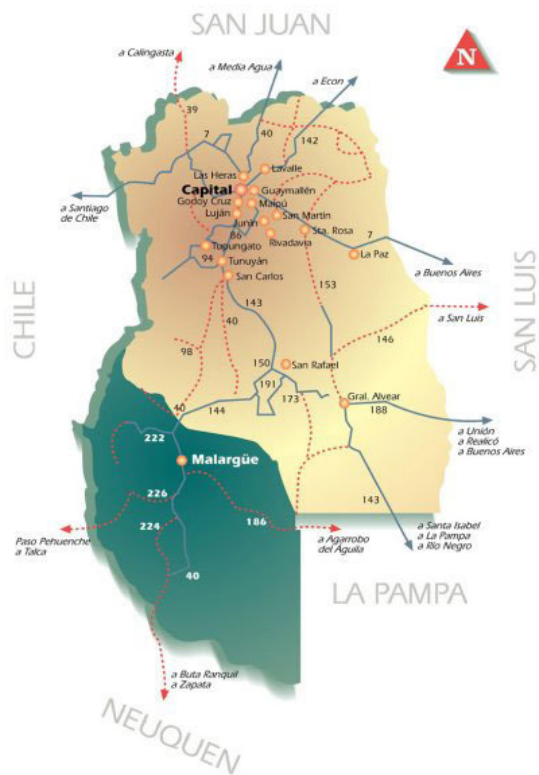 SAN JUAN
N
a Calingasta
a Media Agua
a Econ
39
7
40
142
Las Heras
Lavalle
Capital
Guaymallén
Godoy Cruz
Maipú
a Santiago
de Chile
Luján
Junín
San Martín
86
Rivadavia
Sta. Rosa
7
Tupungato
94
Tunuyán
La Paz
a Buenos Aires
San Carlos
CHILE
SAN LUIS
143
153
40
a San Luis
98
146
150
San Rafael
191
173
Gral. Alvear
40
144
188
222
a Unión
a Realicó
a Buenos Aires
Malargüe
226
143
224
186
Paso Pehuenche
a Talca
a Agarrobo
del Águila
a Santa Isabel
a La Pampa
a Río Negro
40
LA PAMPA
a Buta Ranquil
a Zapata
NEUQUEN